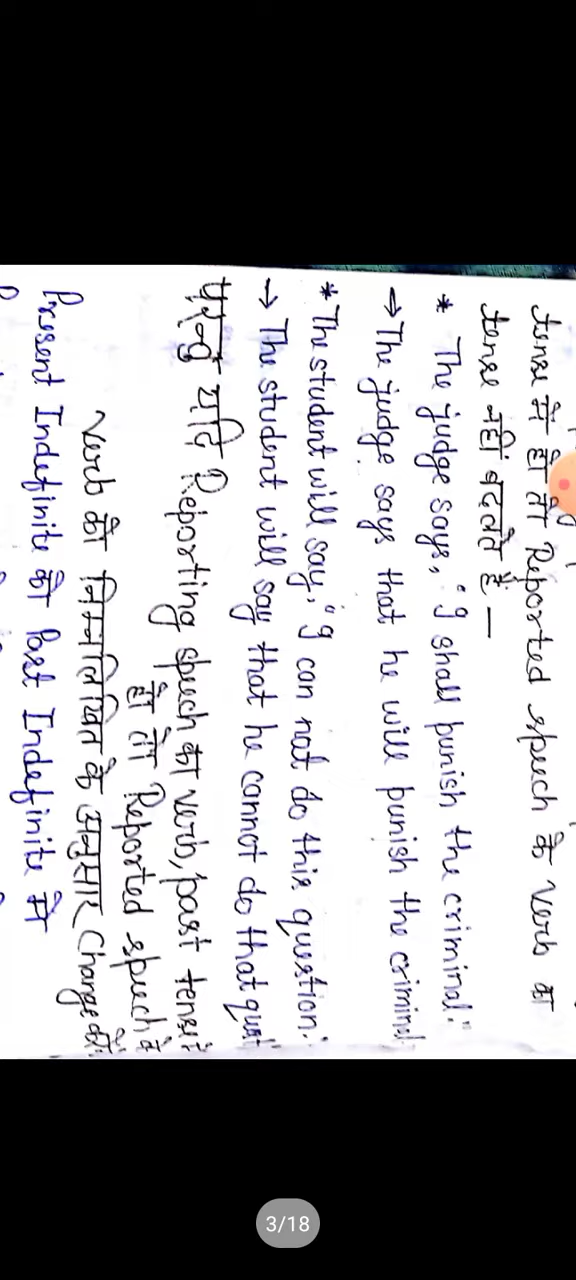 tense में हो तो Reported speech के verb का
tense नहीं बदलते हैं —
* The judge says, "I shall punish the criminal."
→ The judge says that he will punish the criminal
* The student will say, "I can not do this question."
→ The student will say that he cannot do that quest
परन्तु यदि Reporting speech का verb, past tense में
हो तो Reported speech के
verb को निम्नलिखित के अनुसार Change करें
Present Indefinite को Past Indefinite में
3/18